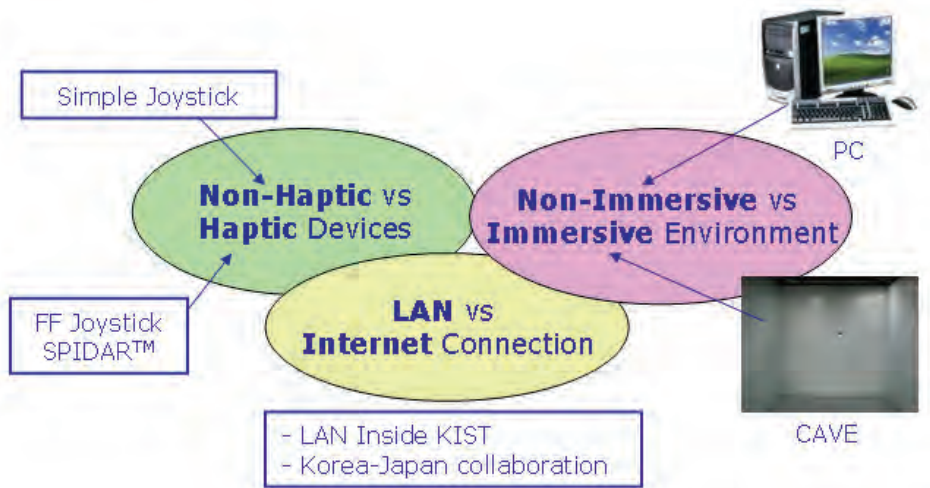 Simple Joystick
PC
Non-Haptic vs
Haptic Devices
Non-Immersive vs
Immersive Environment
FF Joystick
SPIDAR™
LAN vs
Internet Connection
CAVE
- LAN Inside KIST
- Korea-Japan collaboration